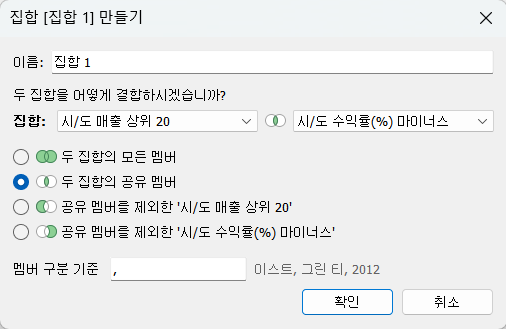 집합 [집합 1] 만들기
이름: 집합 1
두 집합을 어떻게 결합하시겠습니까?
집합: 시/도 매출 상위 20 시/도 수익률(%) 마이너스
두 집합의 모든 멤버
두 집합의 공유 멤버
공유 멤버를 제외한 '시/도 매출 상위 20'
공유 멤버를 제외한 '시/도 수익률(%) 마이너스'
멤버 구분 기준 , 이스트, 그린 티, 2012
확인 취소